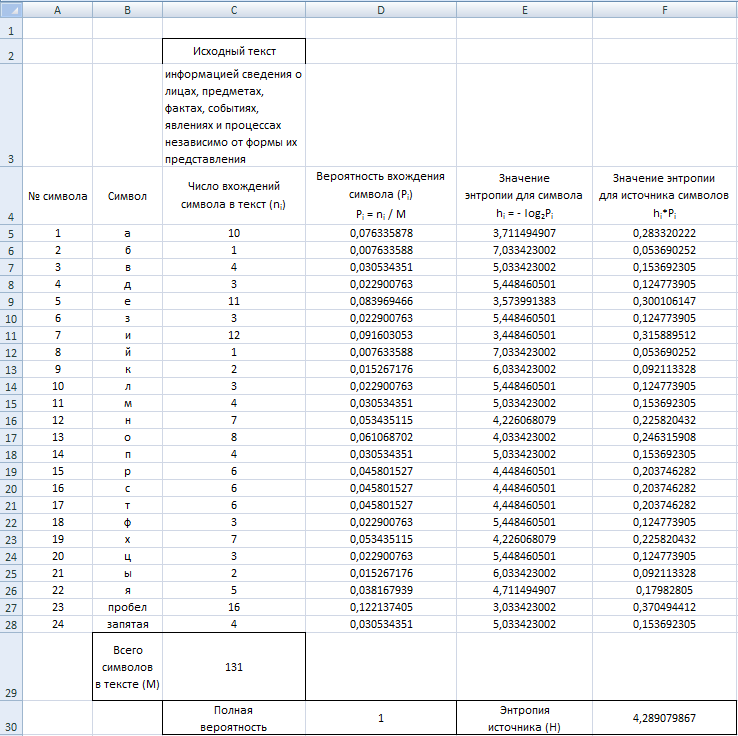 A B C D E F
1
2 Исходный текст
информацией сведения о
лицах, предметах,
фактах, событиях,
явлениях и процессах
независимо от формы их
3 представления
4 № символа Символ Число вхождений
символа в текст (nᵢ) Вероятность вхождения
символа (Pᵢ)
Pᵢ = nᵢ / M Значение
энтропии для символа
hᵢ = - log₂Pᵢ Значение энтропии
для источника символов
hᵢ*Pᵢ
5 1 а 10 0,076335878 3,711494907 0,283320222
6 2 б 1 0,007633588 7,033423002 0,053690252
7 3 в 4 0,030534351 5,033423002 0,153692305
8 4 д 3 0,022900763 5,448460501 0,124773905
9 5 е 11 0,083969466 3,573991383 0,300106147
10 6 з 3 0,022900763 5,448460501 0,124773905
11 7 и 12 0,091603053 3,448460501 0,315889512
12 8 й 1 0,007633588 7,033423002 0,053690252
13 9 к 2 0,015267176 6,033423002 0,092113328
14 10 л 3 0,022900763 5,448460501 0,124773905
15 11 м 4 0,030534351 5,033423002 0,153692305
16 12 н 7 0,053435115 4,226068079 0,225820432
17 13 о 8 0,061068702 4,033423002 0,246315908
18 14 п 4 0,030534351 5,033423002 0,153692305
19 15 р 6 0,045801527 4,448460501 0,203746282
20 16 с 6 0,045801527 4,448460501 0,203746282
21 17 т 6 0,045801527 4,448460501 0,203746282
22 18 ф 3 0,022900763 5,448460501 0,124773905
23 19 х 7 0,053435115 4,226068079 0,225820432
24 20 ц 3 0,022900763 5,448460501 0,124773905
25 21 ы 2 0,015267176 6,033423002 0,092113328
26 22 я 5 0,038167939 4,711494907 0,17982805
27 23 пробел 16 0,122137405 3,033423002 0,370494412
28 24 запятая 4 0,030534351 5,033423002 0,153692305
29 Всего
символов
в тексте (M) 131
30 Полная
вероятность 1 Энтропия
источника (H) 4,289079867